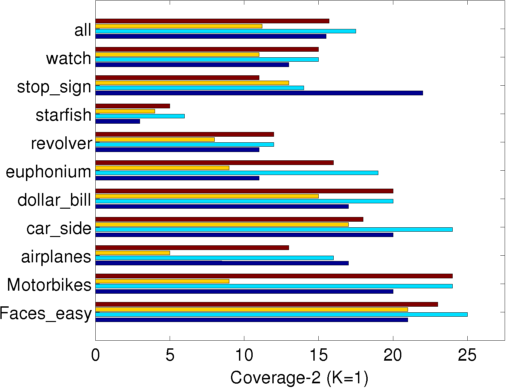 all
watch
stop_sign
starfish
revolver
euphonium
dollar_bill
car_side
airplanes
Motorbikes
Faces_easy
0 5 10 15 20 25
Coverage-2 (K=1)